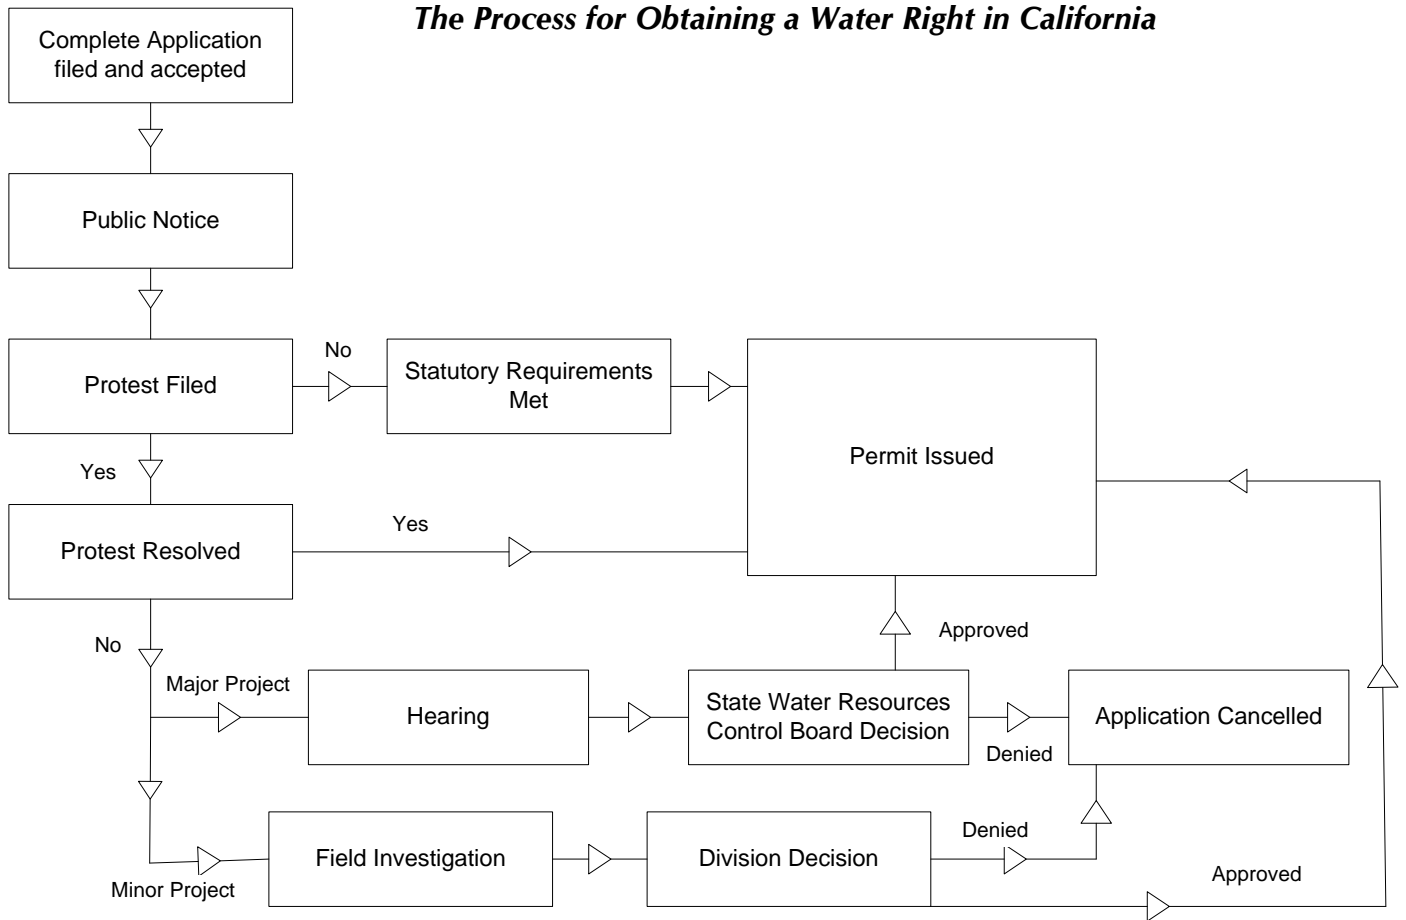 The Process for Obtaining a Water Right in California
Complete Application
filed and accepted
Public Notice
Protest Filed
No
Statutory Requirements
Met
Permit Issued
Yes
Protest Resolved
Yes
No
Approved
Major Project
Hearing
State Water Resources
Control Board Decision
Denied
Application Cancelled
Minor Project
Field Investigation
Division Decision
Denied
Approved